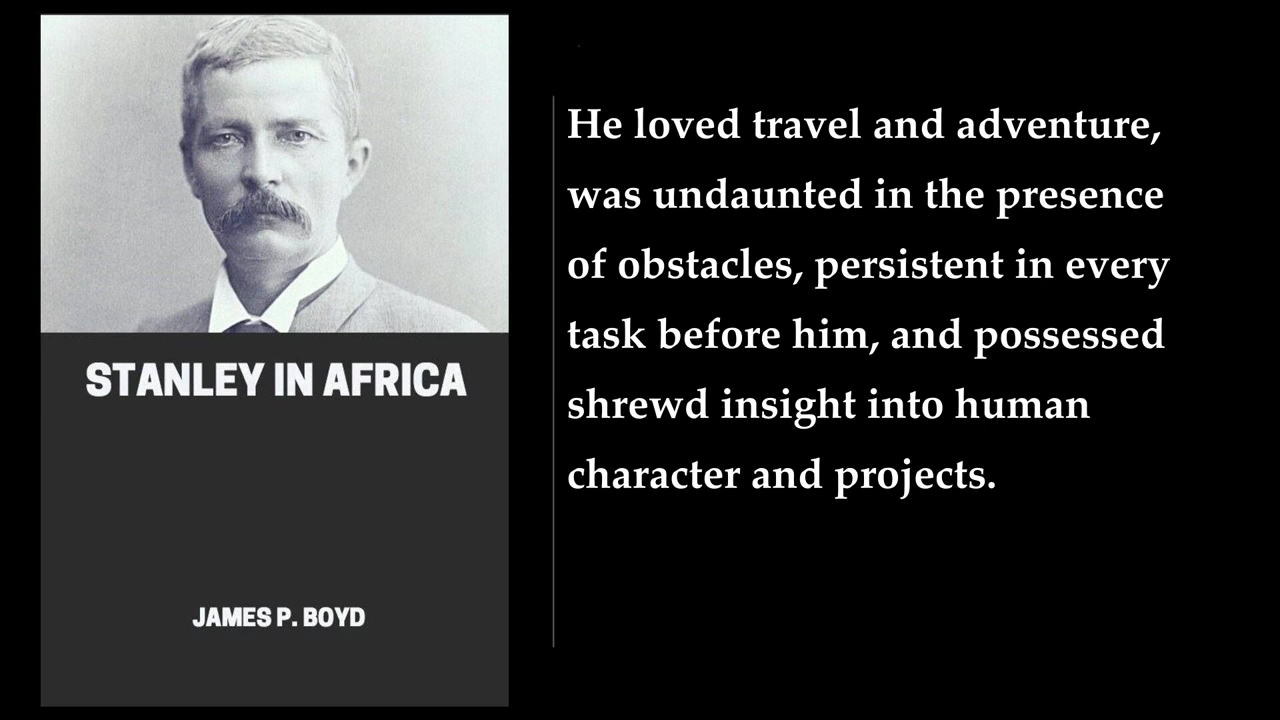 STANLEY IN AFRICA
JAMES P. BOYD
He loved travel and adventure,
was undaunted in the presence
of obstacles, persistent in every
task before him, and possessed
shrewd insight into human
character and projects.